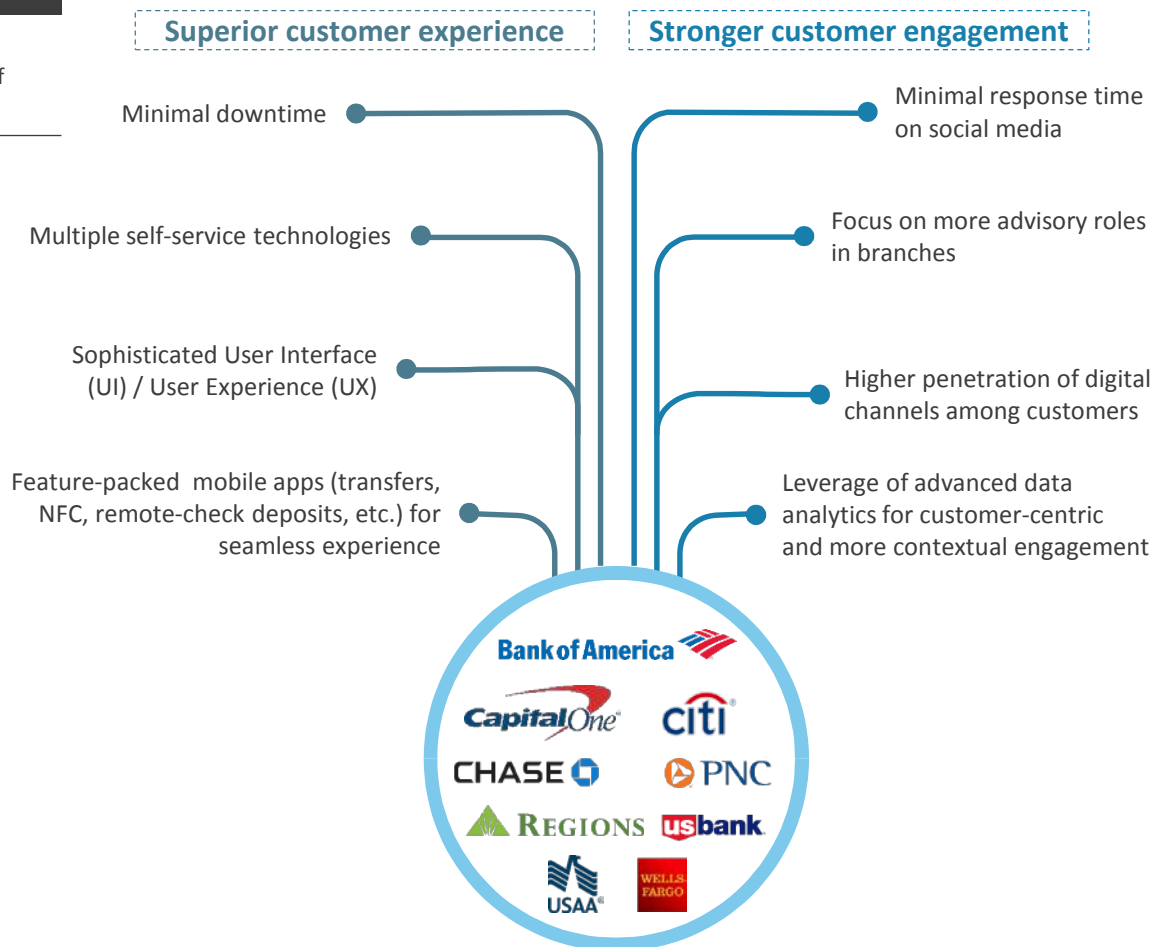 f
Superior customer experience
Stronger customer engagement
Minimal downtime
Minimal response time
on social media
Multiple self-service technologies
Focus on more advisory roles
in branches
Sophisticated User Interface
(UI) / User Experience (UX)
Higher penetration of digital
channels among customers
Feature-packed mobile apps (transfers,
NFC, remote-check deposits, etc.) for
seamless experience
Leverage of advanced data
analytics for customer-centric
and more contextual engagement
Bank of America
Capital One®
citi®
CHASE
PNC
REGIONS
usbank
USAA®
WELLS
FARGO